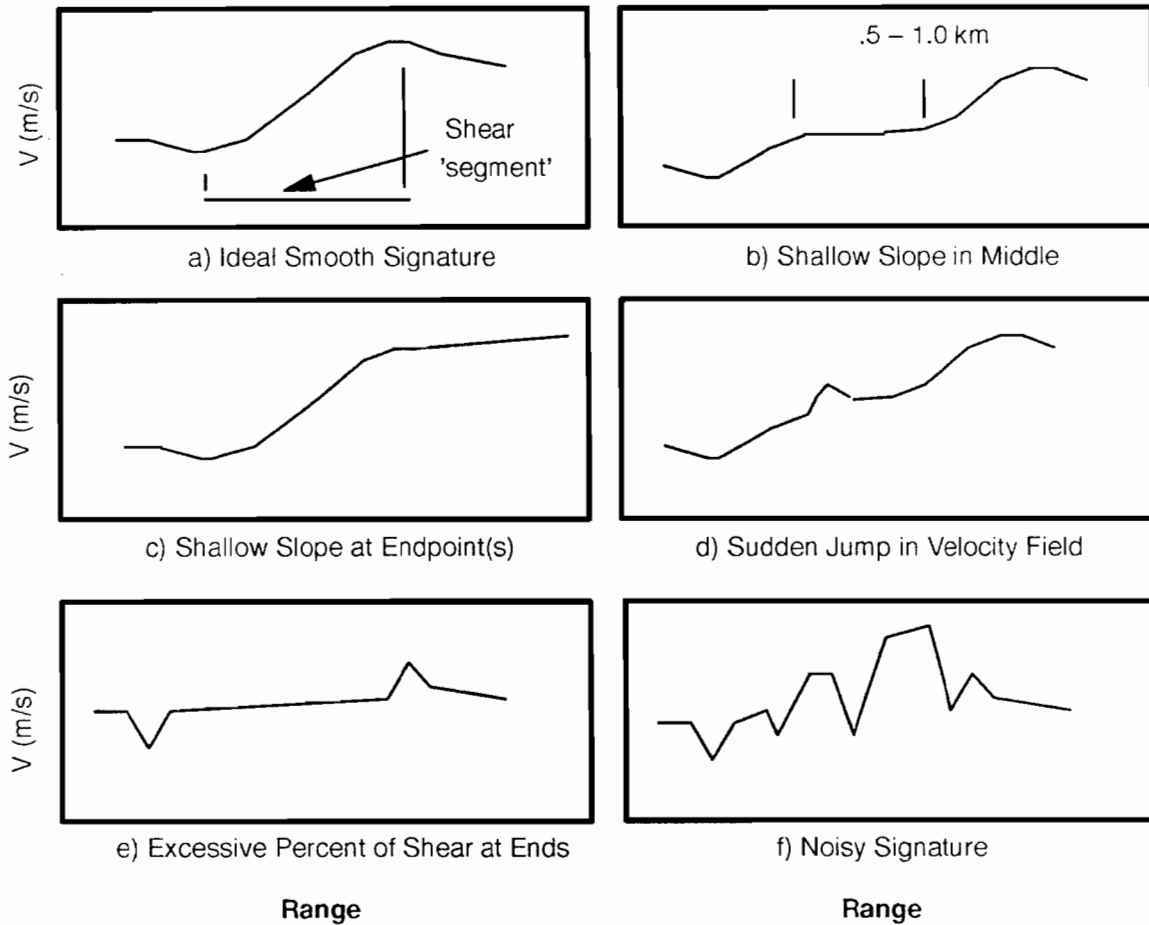 V (m/s)
Shear
'segment'
a) Ideal Smooth Signature
.5 – 1.0 km
b) Shallow Slope in Middle
V (m/s)
c) Shallow Slope at Endpoint(s)
d) Sudden Jump in Velocity Field
V (m/s)
e) Excessive Percent of Shear at Ends
f) Noisy Signature
Range
Range